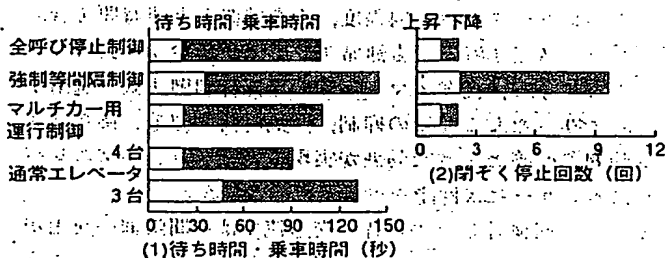 待ち時間 乗車時間
上昇 下降
全呼び停止制御
強制等間隔制御
マルチカー用
運行制御
4台
通常エレベータ
3台
0 30 60 90 120 150
(1)待ち時間・乗車時間（秒）
0 3 6 9 12
(2)閉そく停止回数（回）